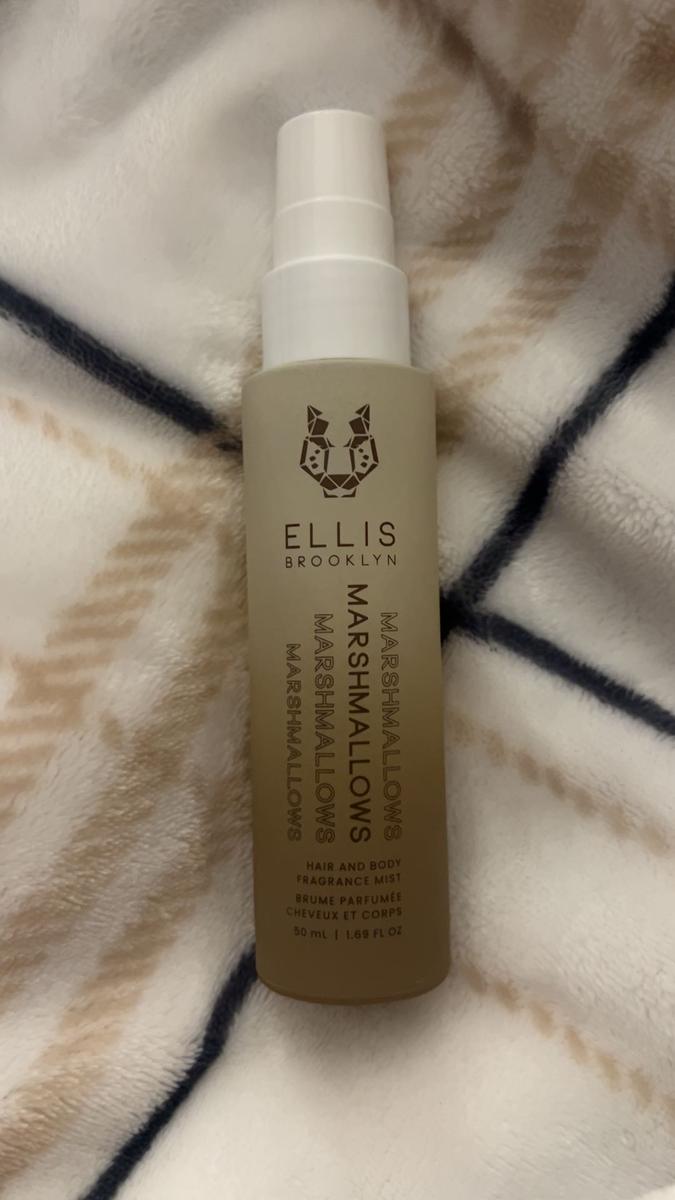 ELLIS
BROOKLYN
MARSHMALLOWS
MARSHMALLOWS
MARSHMALLOWS
MARSHMALLOWS
HAIR AND BODY
FRAGRANCE MIST
BRUME PARFUMÉE
CHEVEUX ET CORPS
50 mL | 1.69 FL OZ